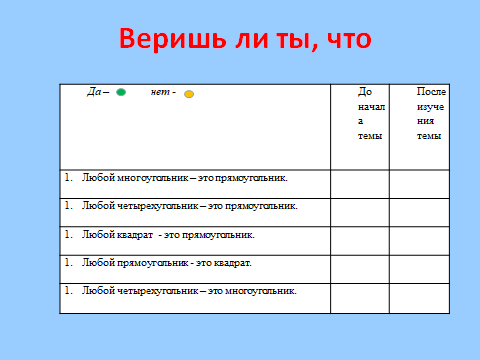 Веришь ли ты, что
Да – нет -
До
начал
а
темы
После
изуче
ния
темы
1. Любой многоугольник – это прямоугольник.
1. Любой четырехугольник – это прямоугольник.
1. Любой квадрат - это прямоугольник.
1. Любой прямоугольник - это квадрат.
1. Любой четырехугольник – это многоугольник.